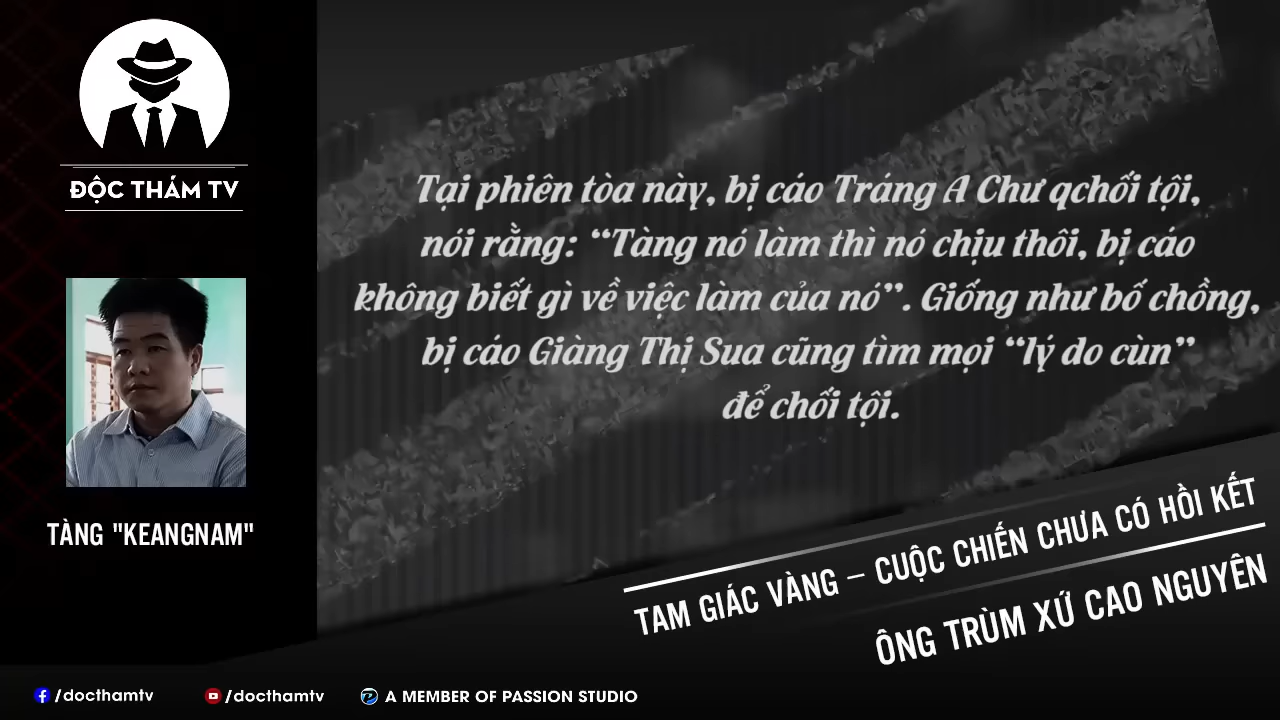 ĐỘC THÁM TV
TÀNG "KEANGNAM"
Tại phiên tòa này, bị cáo Tráng A Chư qchối tội,
nói rằng: “Tàng nó làm thì nó chịu thôi, bị cáo
không biết gì về việc làm của nó”. Giống như bố chồng,
bị cáo Giàng Thị Sua cũng tìm mọi “lý do cùn”
để chối tội.
TAM GIÁC VÀNG – CUỘC CHIẾN CHƯA CÓ HỒI KẾT
ÔNG TRÙM XỨ CAO NGUYÊN
/docthamtv
/docthamtv
A MEMBER OF PASSION STUDIO